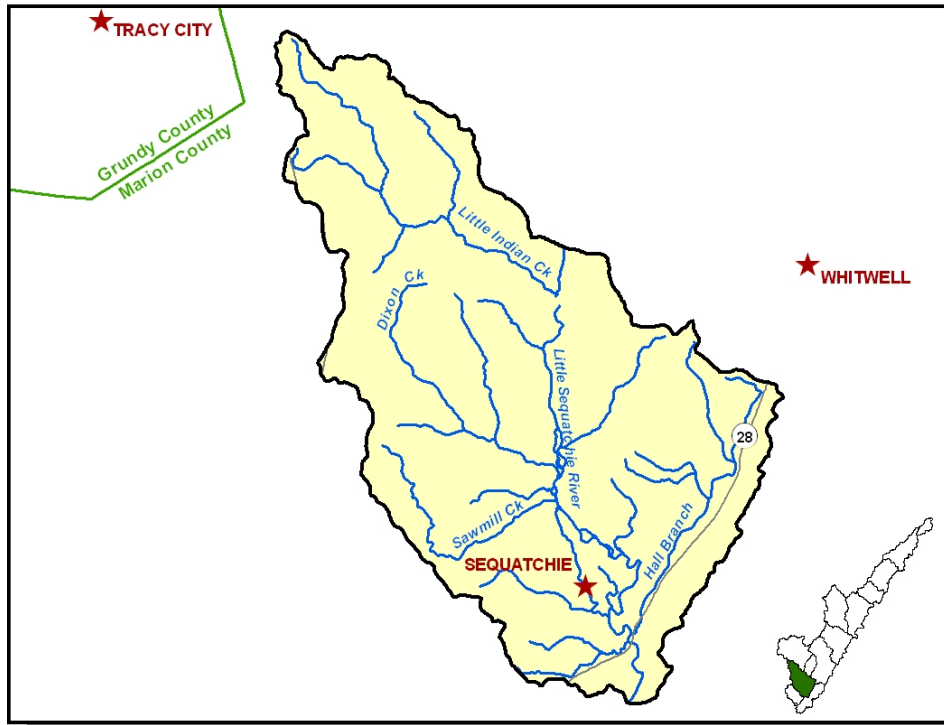 TRACY CITY
Grundy County
Marion County
Little Indian Ck
WHITWELL
Dixon Ck
Little Sequatchie River
28
Sawmill Ck
Hall Branch
SEQUATCHIE